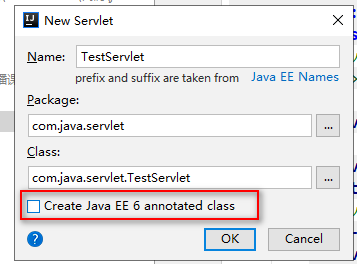 New Servlet
Name: TestServlet
prefix and suffix are taken from Java EE Names
Package:
com.java.servlet ...
Class:
com.java.servlet.TestServlet ...
Create Java EE 6 annotated class
? OK Cancel